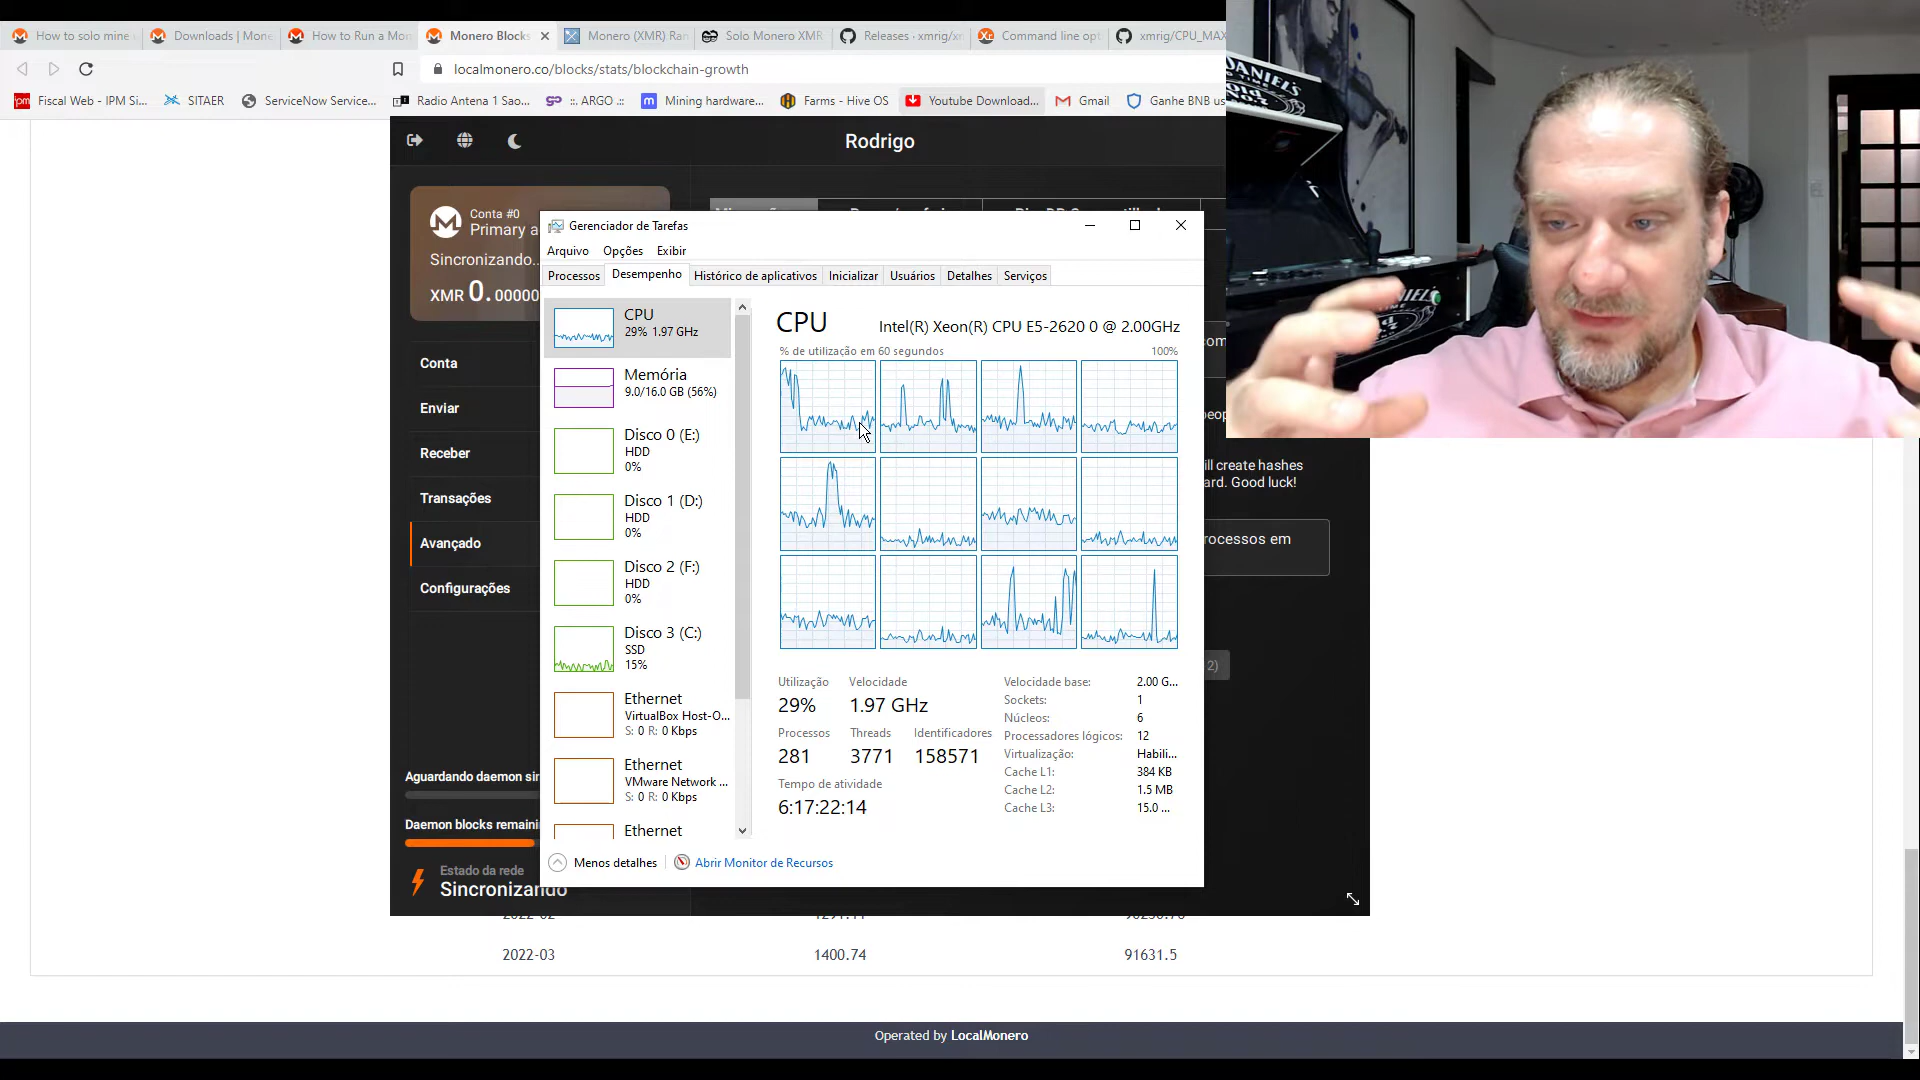 How to solo mine
Downloads | Mone
How to Run a Mon
Monero Blocks
Monero (XMR) Ran
Solo Monero XMR
Releases · xmrig/xn
Command line opt
xmrig/CPU_MAX
localmonero.co/blocks/stats/blockchain-growth
Fiscal Web - IPM Si...
SITAER
ServiceNow Service...
Radio Antena 1 Sao...
:: ARGO ::
Mining hardware...
Farms - Hive OS
Youtube Download...
Gmail
Ganhe BNB us
Rodrigo
Conta #0
Primary a
Sincronizando..
XMR 0.00000
Conta
Enviar
Receber
Transações
Avançado
Configurações
Aguardando daemon sin
Daemon blocks remaini
Estado da rede
Sincronizando
Gerenciador de Tarefas
Arquivo Opções Exibir
Processos Desempenho Histórico de aplicativos Inicializar Usuários Detalhes Serviços
CPU
29% 1.97 GHz
Memória
9.0/16.0 GB (56%)
Disco 0 (E:)
HDD
0%
Disco 1 (D:)
HDD
0%
Disco 2 (F:)
HDD
0%
Disco 3 (C:)
SSD
15%
Ethernet
VirtualBox Host-O...
S: 0 R: 0 Kbps
Ethernet
VMware Network ...
S: 0 R: 0 Kbps
Ethernet
CPU Intel(R) Xeon(R) CPU E5-2620 0 @ 2.00GHz
% de utilização em 60 segundos 100%
Utilização Velocidade
29% 1.97 GHz
Processos Threads Identificadores
281 3771 158571
Tempo de atividade
6:17:22:14
Velocidade base: 2.00 G...
Sockets: 1
Núcleos: 6
Processadores lógicos: 12
Virtualização: Habili...
Cache L1: 384 KB
Cache L2: 1.5 MB
Cache L3: 15.0 ...
Menos detalhes
Abrir Monitor de Recursos
com
peop
ill create hashes
ard. Good luck!
rocessos em
2)
2022-03 1400.74 91631.5
Operated by LocalMonero